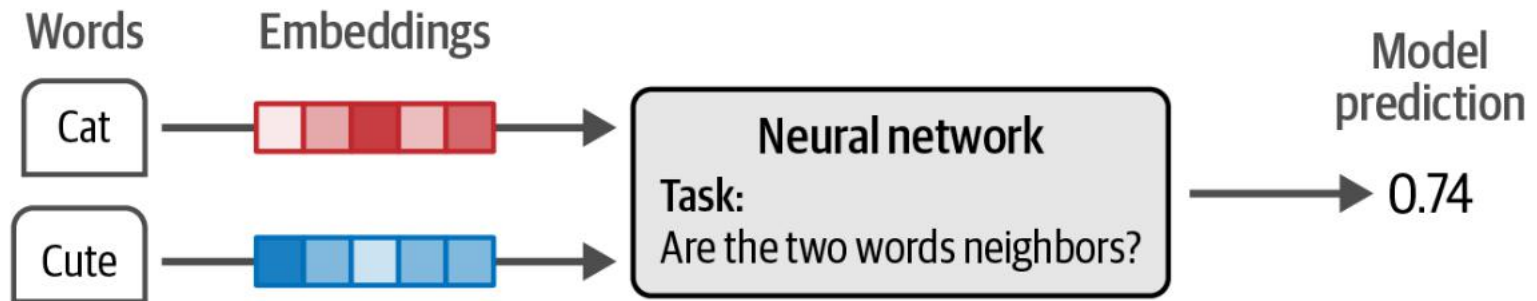 Words
Embeddings
Model
prediction
Cat
Cute
Neural network
Task:
Are the two words neighbors?
0.74